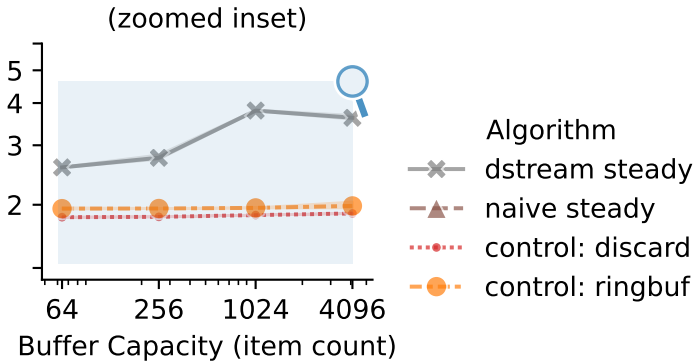 (zoomed inset)
5
4
3
2
64 256 1024 4096
Buffer Capacity (item count)
Algorithm
dstream steady
naive steady
control: discard
control: ringbuf